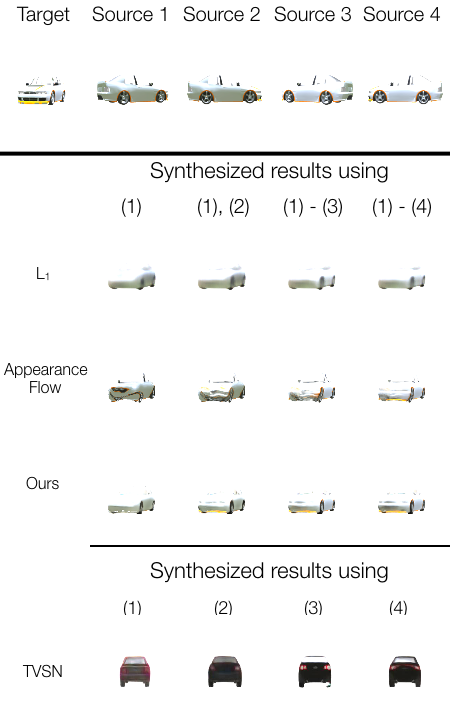 Target Source 1 Source 2 Source 3 Source 4
Synthesized results using
(1) (1), (2) (1) - (3) (1) - (4)
L₁
Appearance
Flow
Ours
Synthesized results using
(1) (2) (3) (4)
TVSN